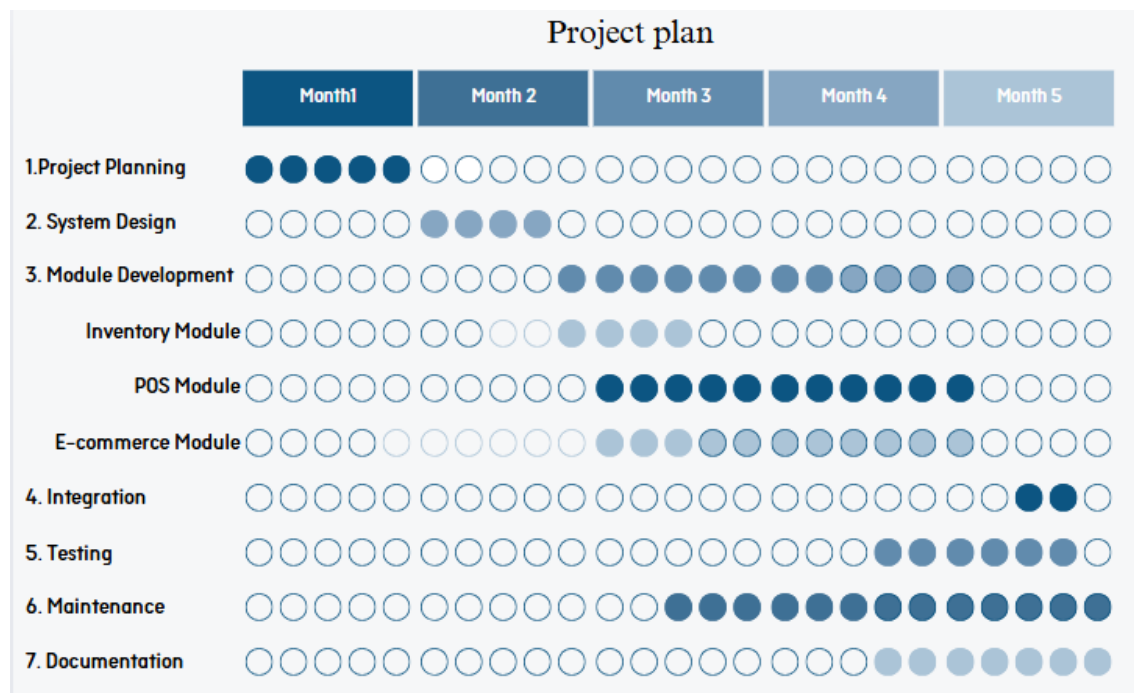 Project plan
Month1 Month 2 Month 3 Month 4 Month 5
1.Project Planning
2. System Design
3. Module Development
Inventory Module
POS Module
E-commerce Module
4. Integration
5. Testing
6. Maintenance
7. Documentation